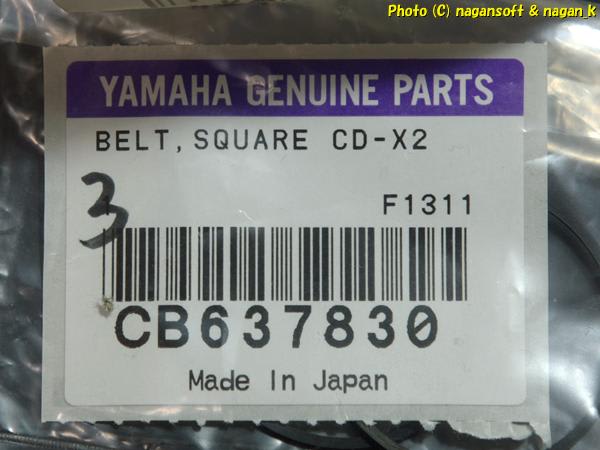 Photo (C) nagansoft & nagan_k
YAMAHA GENUINE PARTS
BELT, SQUARE CD-X2
3
F1311
CB637830
Made In Japan